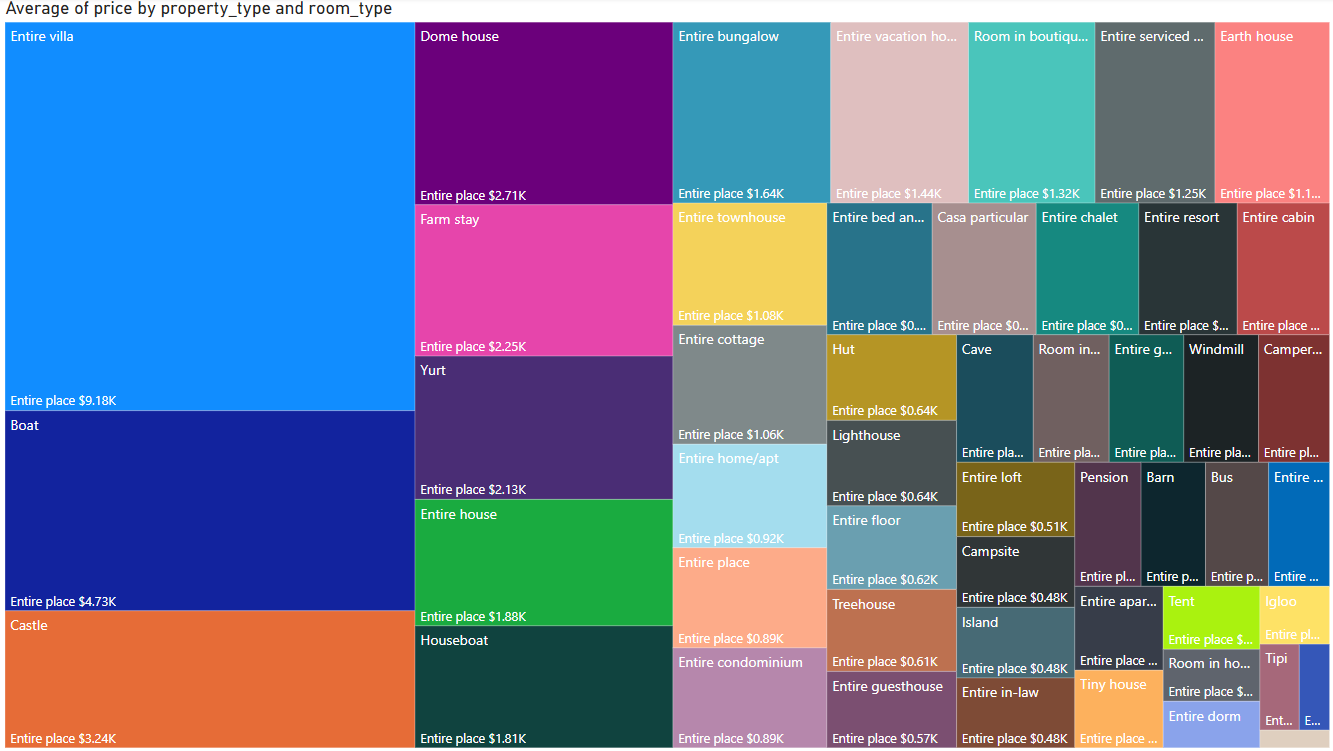 Average of price by property_type and room_type
Entire villa
Entire place $9.18K
Boat
Entire place $4.73K
Castle
Entire place $3.24K
Dome house
Entire place $2.71K
Farm stay
Entire place $2.25K
Yurt
Entire place $2.13K
Entire house
Entire place $1.88K
Houseboat
Entire place $1.81K
Entire bungalow
Entire place $1.64K
Entire townhouse
Entire place $1.08K
Entire cottage
Entire place $1.06K
Entire home/apt
Entire place $0.92K
Entire place
Entire place $0.89K
Entire condominium
Entire place $0.89K
Entire vacation ho...
Entire place $1.44K
Room in boutiqu...
Entire place $1.32K
Entire serviced ...
Entire place $1.25K
Earth house
Entire place $1.1...
Entire bed an...
Entire place $0....
Casa particular
Entire place $0...
Entire chalet
Entire place $0...
Entire resort
Entire place $...
Entire cabin
Entire place ...
Hut
Entire place $0.64K
Lighthouse
Entire place $0.64K
Entire floor
Entire place $0.62K
Treehouse
Entire place $0.61K
Entire guesthouse
Entire place $0.57K
Cave
Entire pla...
Room in...
Entire pla...
Entire g...
Entire pla...
Windmill
Entire pla...
Camper...
Entire pl...
Entire loft
Entire place $0.51K
Campsite
Entire place $0.48K
Island
Entire place $0.48K
Entire in-law
Entire place $0.48K
Pension
Entire pl...
Barn
Entire p...
Bus
Entire p...
Entire ...
Entire ...
Entire apar...
Entire place ...
Tiny house
Entire place ...
Tent
Entire place $...
Room in ho...
Entire place $...
Entire dorm
Igloo
Entire pl...
Tipi
Ent...
E...